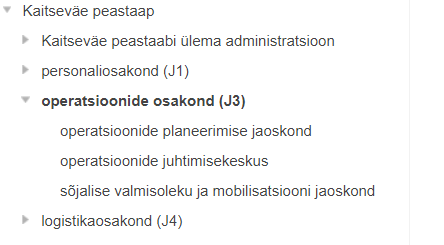 Kaitseväe peastaap
Kaitseväe peastaabi ülema administratsioon
personaliosakond (J1)
operatsioonide osakond (J3)
operatsioonide planeerimise jaoskond
operatsioonide juhtimisekeskus
sõjalise valmisoleku ja mobilisatsiooni jaoskond
logistikaosakond (J4)